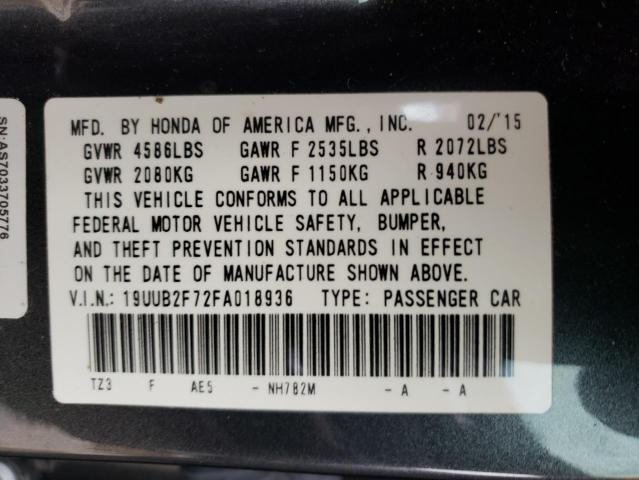 MFD. BY HONDA OF AMERICA MFG., INC. 02/'15
GVWR 4586LBS GAWR F 2535LBS R 2072LBS
GVWR 2080KG GAWR F 1150KG R 940KG
THIS VEHICLE CONFORMS TO ALL APPLICABLE
FEDERAL MOTOR VEHICLE SAFETY, BUMPER,
AND THEFT PREVENTION STANDARDS IN EFFECT
ON THE DATE OF MANUFACTURE SHOWN ABOVE.
V.I.N.: 19UUB2F72FA018936 TYPE: PASSENGER CAR
TZ3 F AE5 - NH782M - A - A
SN:AS7033705776